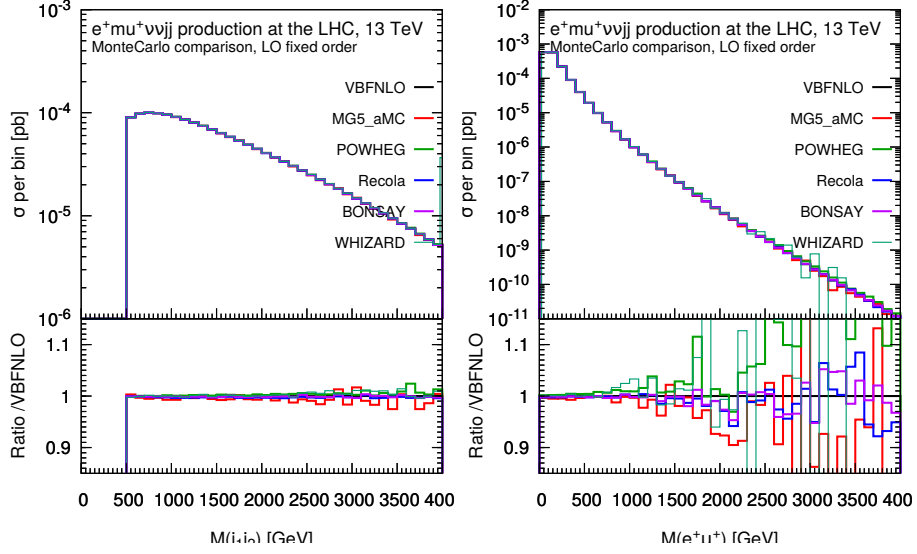 e⁺mu⁺ννjj production at the LHC, 13 TeV
MonteCarlo comparison, LO fixed order
VBFNLO
MG5_aMC
POWHEG
Recola
BONSAY
WHIZARD
σ per bin [pb]
10⁻³
10⁻⁴
10⁻⁵
10⁻⁶
Ratio /VBFNLO
1.1
1
0.9
0 500 1000 1500 2000 2500 3000 3500 400
M(j₁j₂) [GeV]
e⁺mu⁺ννjj production at the LHC, 13 TeV
MonteCarlo comparison, LO fixed order
VBFNLO
MG5_aMC
POWHEG
Recola
BONSAY
WHIZARD
σ per bin [pb]
10⁻²
10⁻³
10⁻⁴
10⁻⁵
10⁻⁶
10⁻⁷
10⁻⁸
10⁻⁹
10⁻¹⁰
10⁻¹¹
Ratio /VBFNLO
1.1
1
0.9
0 500 1000 1500 2000 2500 3000 3500 400
M(e⁺μ⁺) [GeV]